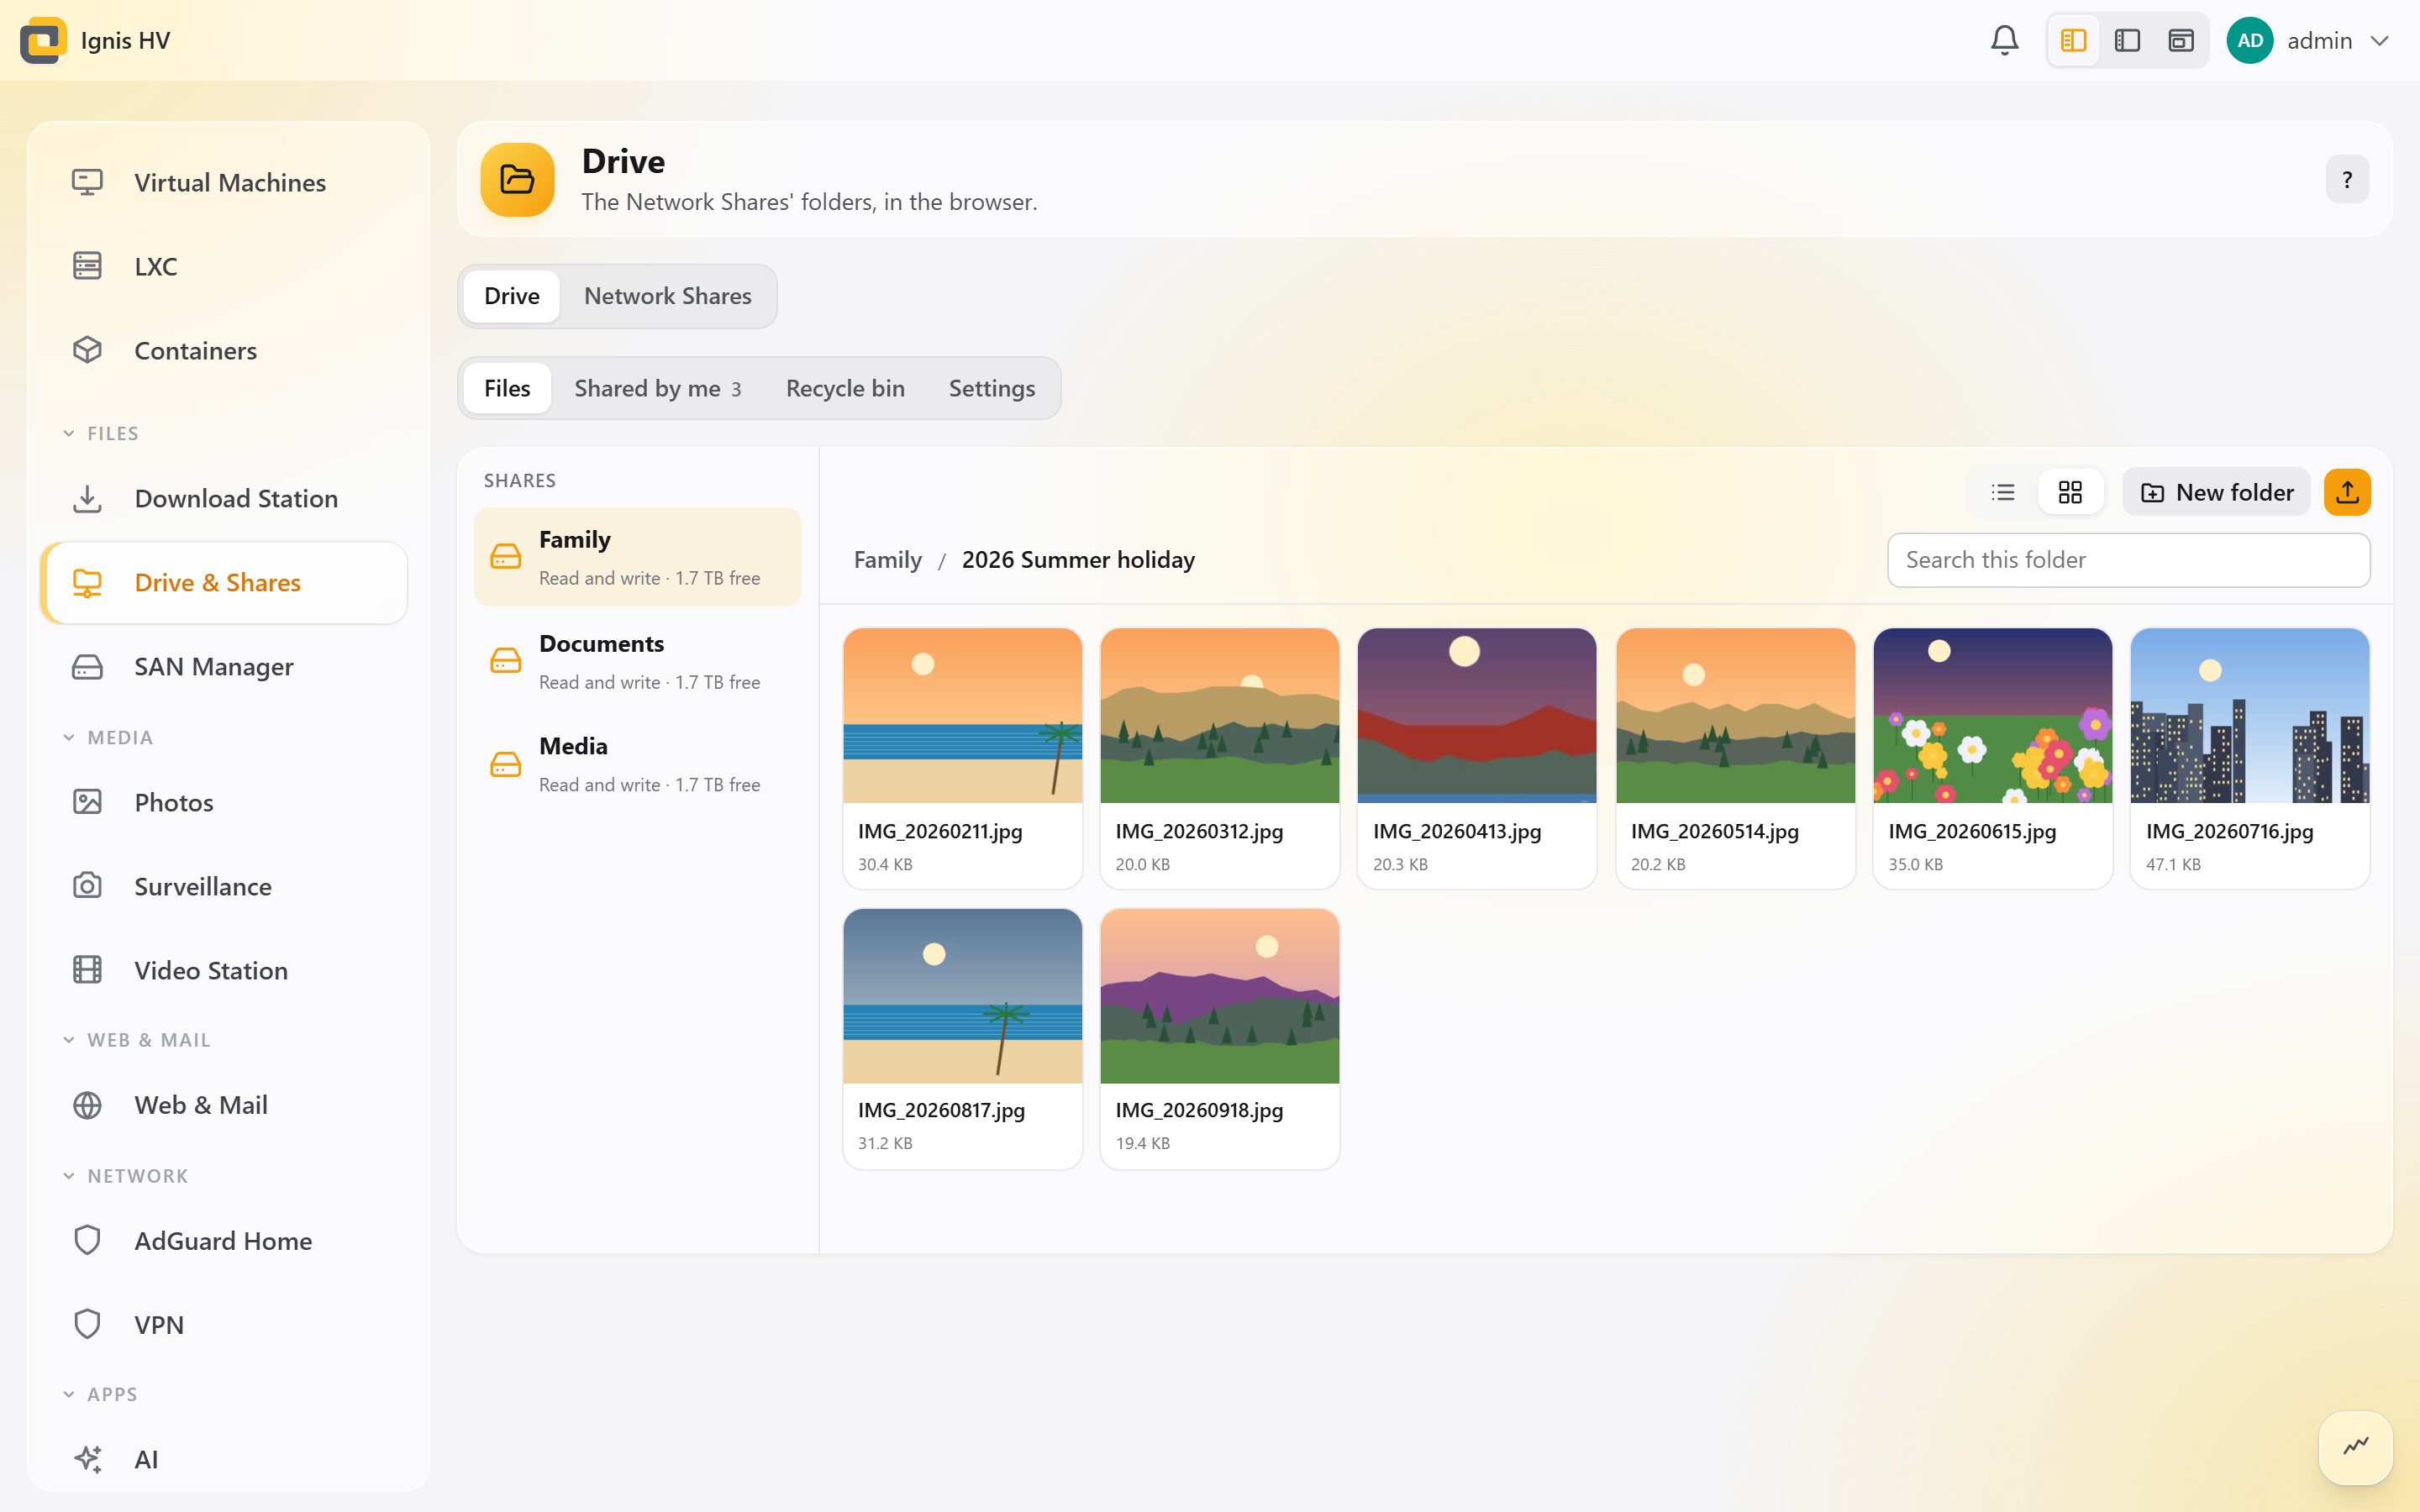 Ignis HV
AD
admin
Virtual Machines
LXC
Containers
FILES
Download Station
Drive & Shares
SAN Manager
MEDIA
Photos
Surveillance
Video Station
WEB & MAIL
Web & Mail
NETWORK
AdGuard Home
VPN
APPS
AI
Drive
The Network Shares' folders, in the browser.
?
Drive
Network Shares
Files
Shared by me 3
Recycle bin
Settings
SHARES
Family
Read and write · 1.7 TB free
Documents
Read and write · 1.7 TB free
Media
Read and write · 1.7 TB free
New folder
Family / 2026 Summer holiday
Search this folder
IMG_20260211.jpg
30.4 KB
IMG_20260312.jpg
20.0 KB
IMG_20260413.jpg
20.3 KB
IMG_20260514.jpg
20.2 KB
IMG_20260615.jpg
35.0 KB
IMG_20260716.jpg
47.1 KB
IMG_20260817.jpg
31.2 KB
IMG_20260918.jpg
19.4 KB